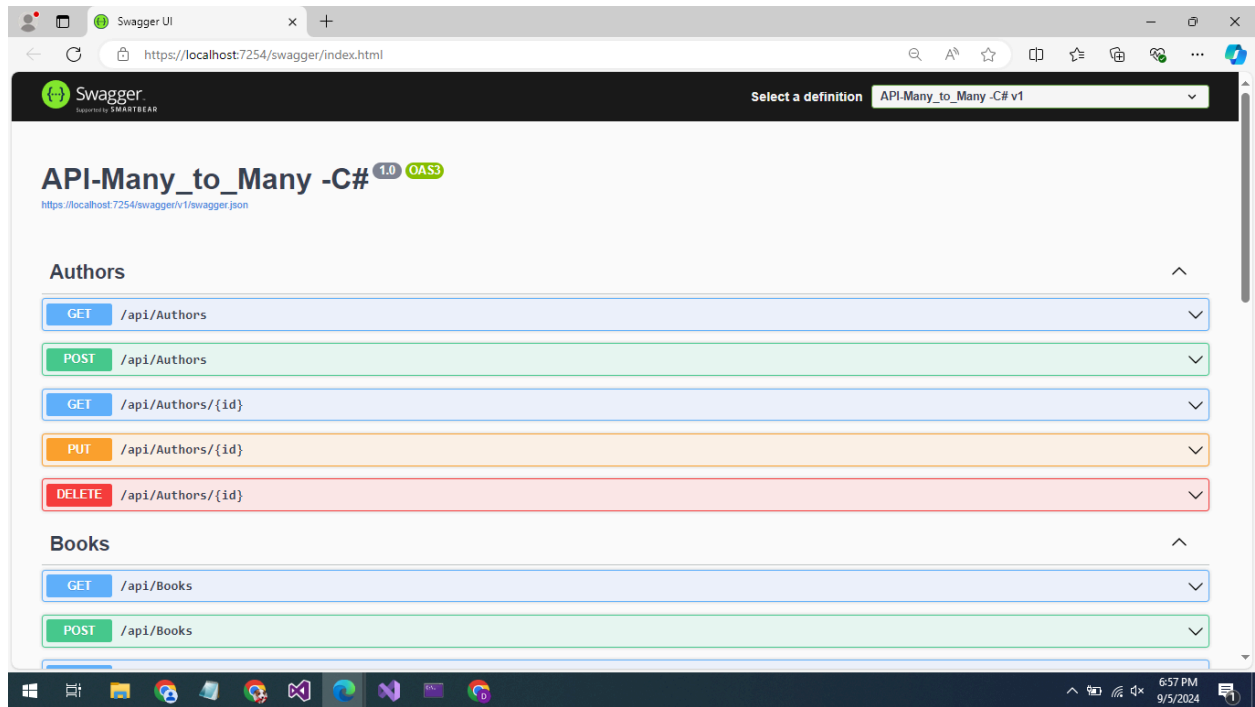 Swagger UI
https://localhost:7254/swagger/index.html
Swagger.
Supported by SMARTBEAR
Select a definition
API-Many_to_Many -C# v1
API-Many_to_Many -C# 1.0 OAS3
https://localhost:7254/swagger/v1/swagger.json
Authors
GET /api/Authors
POST /api/Authors
GET /api/Authors/{id}
PUT /api/Authors/{id}
DELETE /api/Authors/{id}
Books
GET /api/Books
POST /api/Books
6:57 PM
9/5/2024